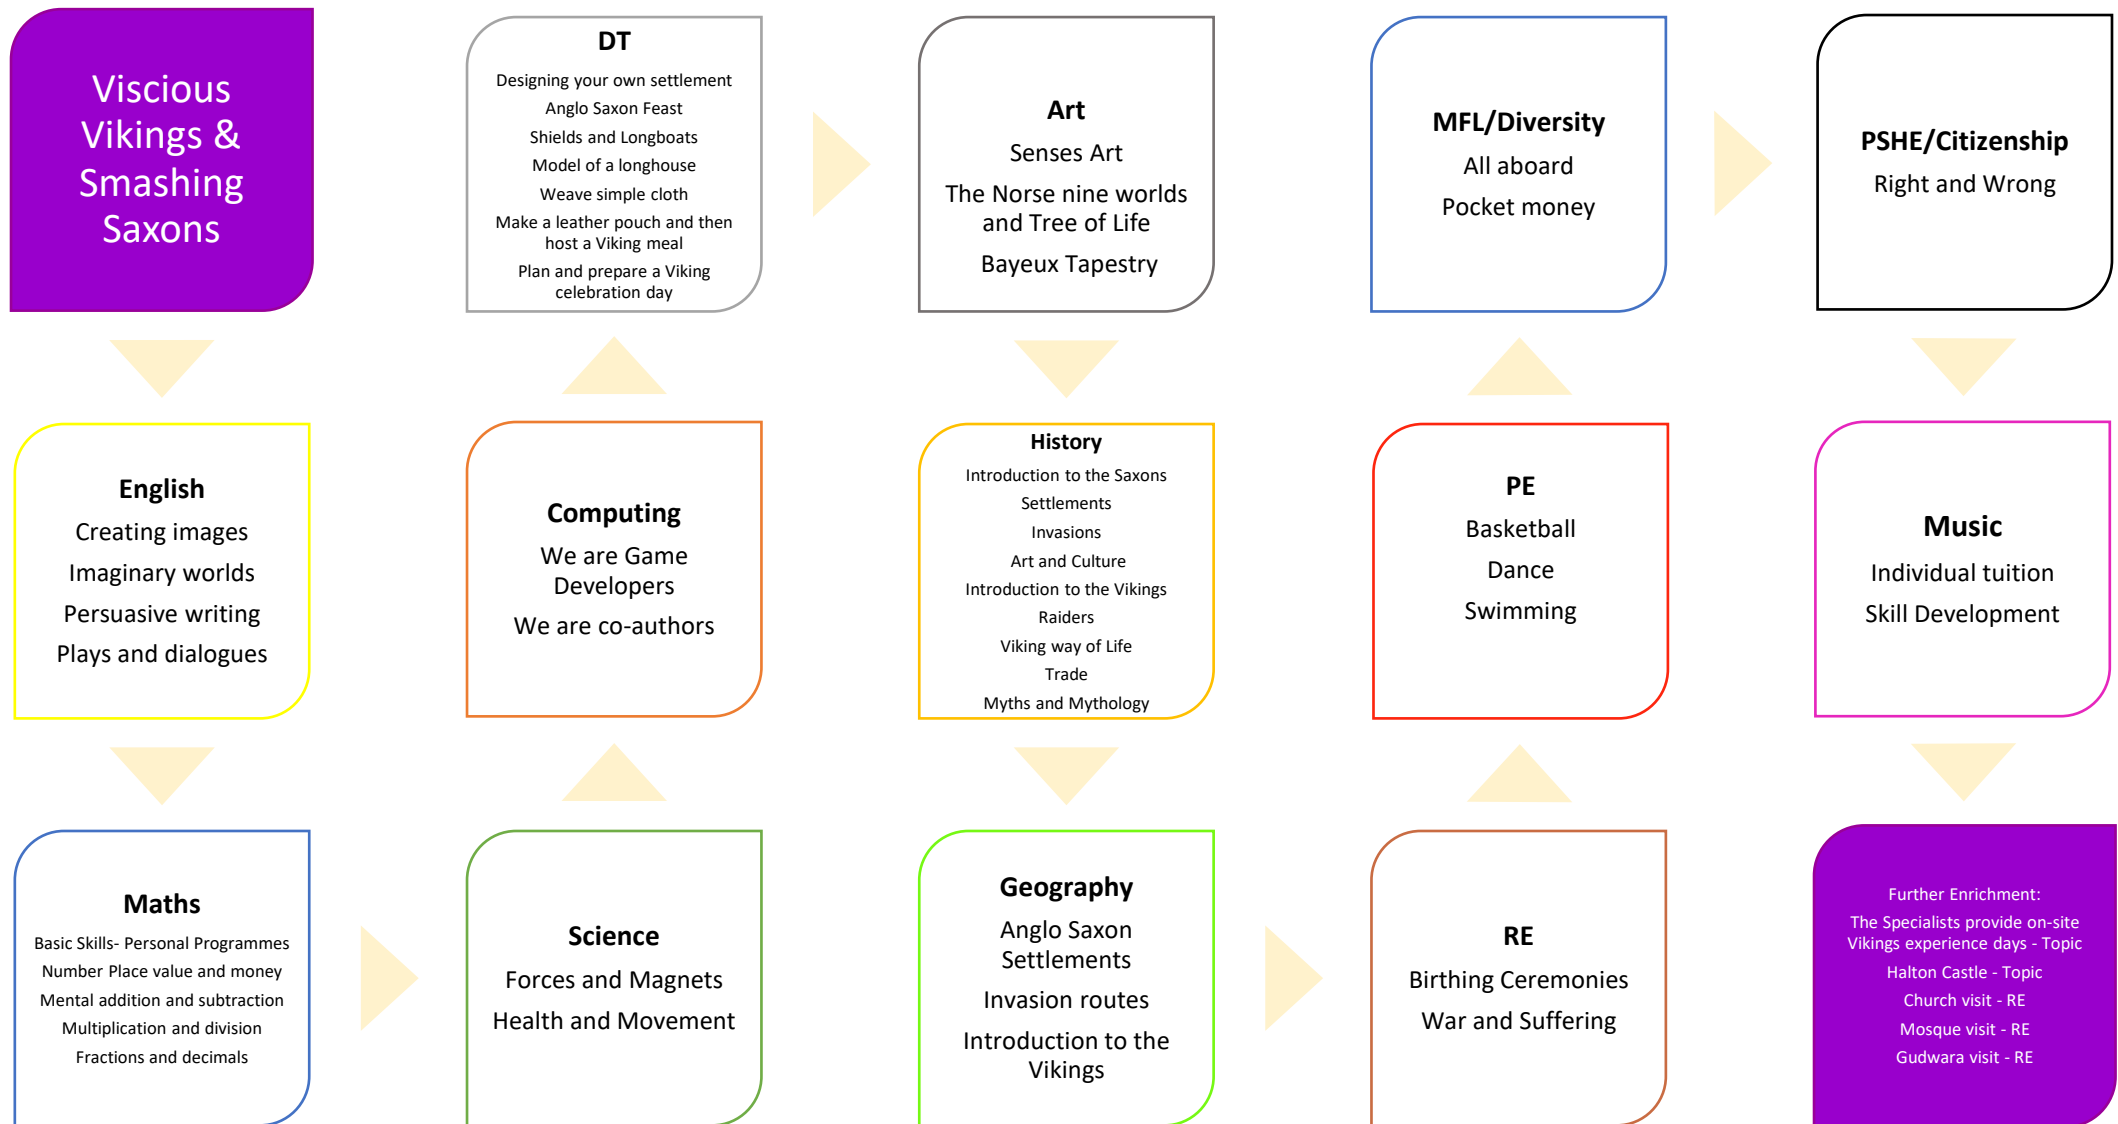 Viscious
Vikings &
Smashing
Saxons
English
Creating images
Imaginary worlds
Persuasive writing
Plays and dialogues
Maths
Basic Skills- Personal Programmes
Number Place value and money
Mental addition and subtraction
Multiplication and division
Fractions and decimals
Science
Forces and Magnets
Health and Movement
Computing
We are Game
Developers
We are co-authors
DT
Designing your own settlement
Anglo Saxon Feast
Shields and Longboats
Model of a longhouse
Weave simple cloth
Make a leather pouch and then
host a Viking meal
Plan and prepare a Viking
celebration day
Art
Senses Art
The Norse nine worlds
and Tree of Life
Bayeux Tapestry
History
Introduction to the Saxons
Settlements
Invasions
Art and Culture
Introduction to the Vikings
Raiders
Viking way of Life
Trade
Myths and Mythology
Geography
Anglo Saxon
Settlements
Invasion routes
Introduction to the
Vikings
RE
Birthing Ceremonies
War and Suffering
PE
Basketball
Dance
Swimming
MFL/Diversity
All aboard
Pocket money
PSHE/Citizenship
Right and Wrong
Music
Individual tuition
Skill Development
Further Enrichment:
The Specialists provide on-site
Vikings experience days - Topic
Halton Castle - Topic
Church visit - RE
Mosque visit - RE
Gudwara visit - RE